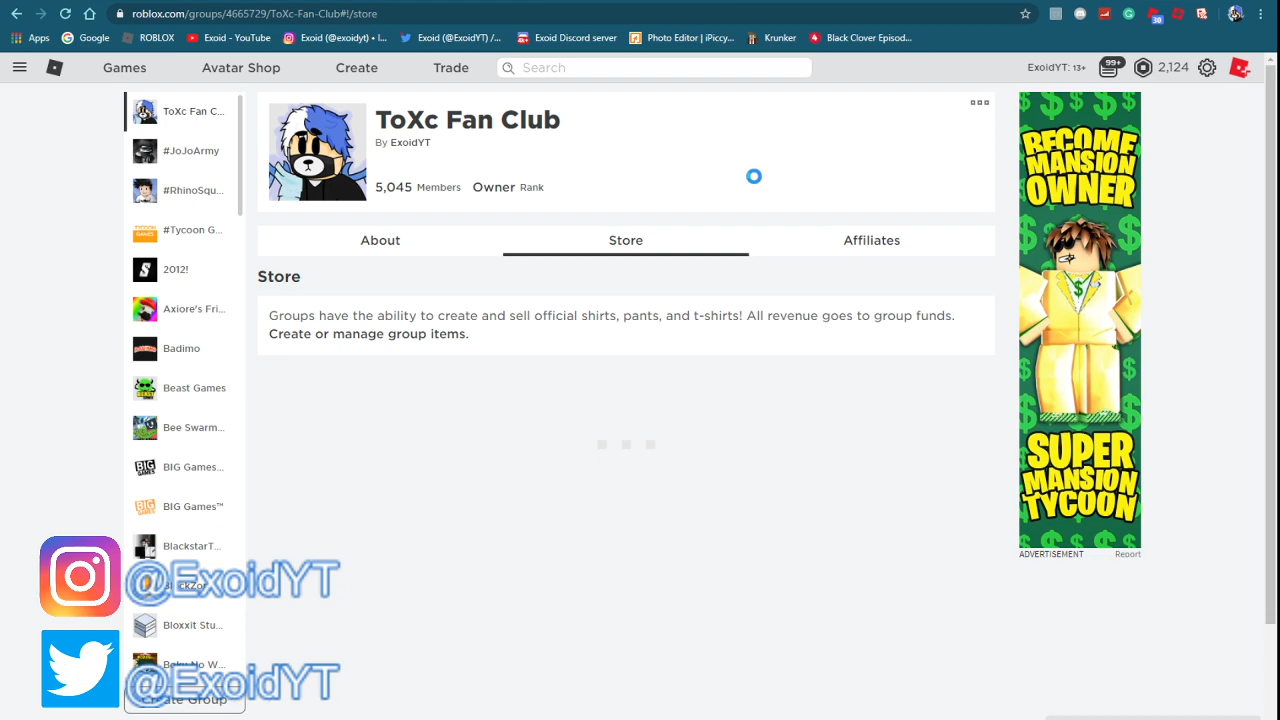 roblox.com/groups/4665729/ToXc-Fan-Club#!/store
30
Apps Google ROBLOX Exoid - YouTube Exoid (@exoidyt) • I... Exoid (@ExoidYT) /... Exoid Discord server Photo Editor | iPiccy... Krunker Black Clover Episod...
Games Avatar Shop Create Trade Search ExoidYT: 13+ 99+ 2,124
ToXc Fan C...
#JoJoArmy
#RhinoSqu...
#Tycoon G...
2012!
Axiore's Fri...
Badimo
Beast Games
Bee Swarm...
BIG Games...
BIG Games™
BlackstarT...
Bloxxit Stu...
Boku No W...
Create Group
ToXc Fan Club
By ExoidYT
5,045 Members Owner Rank
About Store Affiliates
Store
Groups have the ability to create and sell official shirts, pants, and t-shirts! All revenue goes to group funds.
Create or manage group items.
BECOME
MANSION
OWNER
SUPER
MANSION
TYCOON
ADVERTISEMENT Report
@ExoidYT
@ExoidYT